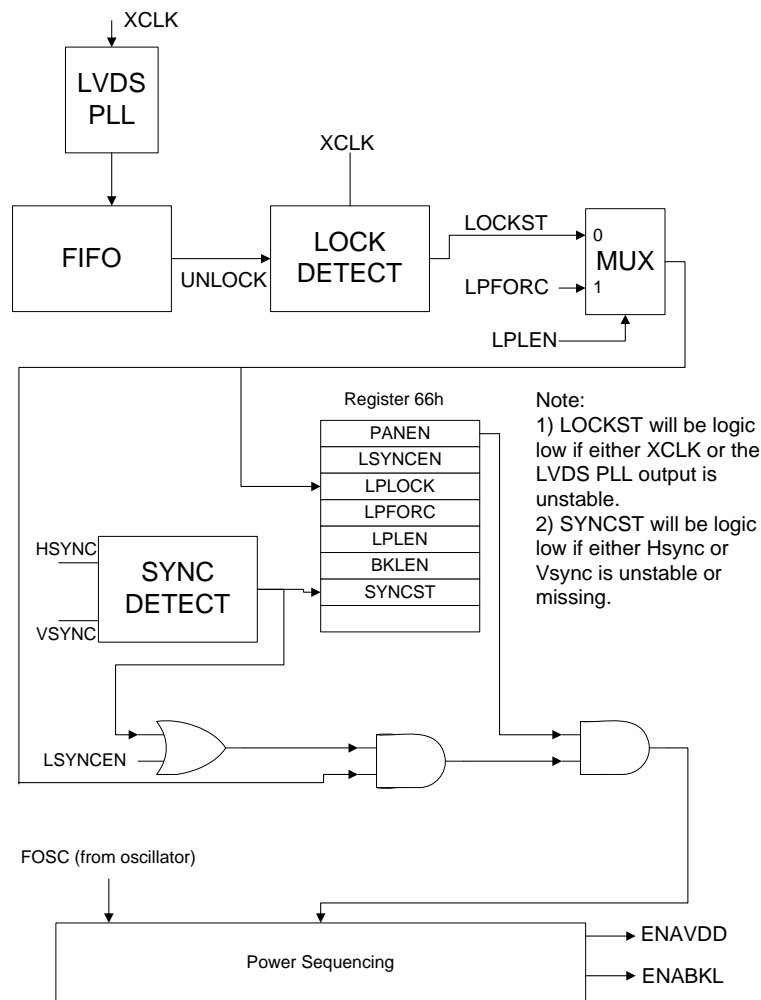 XCLK
LVDS
PLL
XCLK
FIFO
UNLOCK
LOCK
DETECT
LOCKST
0
MUX
LPFORC
1
LPLEN
Register 66h
PANEN
LSYNCEN
LPLOCK
LPFORC
LPLEN
BKLEN
SYNCST
Note:
1) LOCKST will be logic
low if either XCLK or the
LVDS PLL output is
unstable.
2) SYNCST will be logic
low if either Hsync or
Vsync is unstable or
missing.
HSYNC
SYNC
DETECT
VSYNC
LSYNCEN
FOSC (from oscillator)
Power Sequencing
ENAVDD
ENABKL